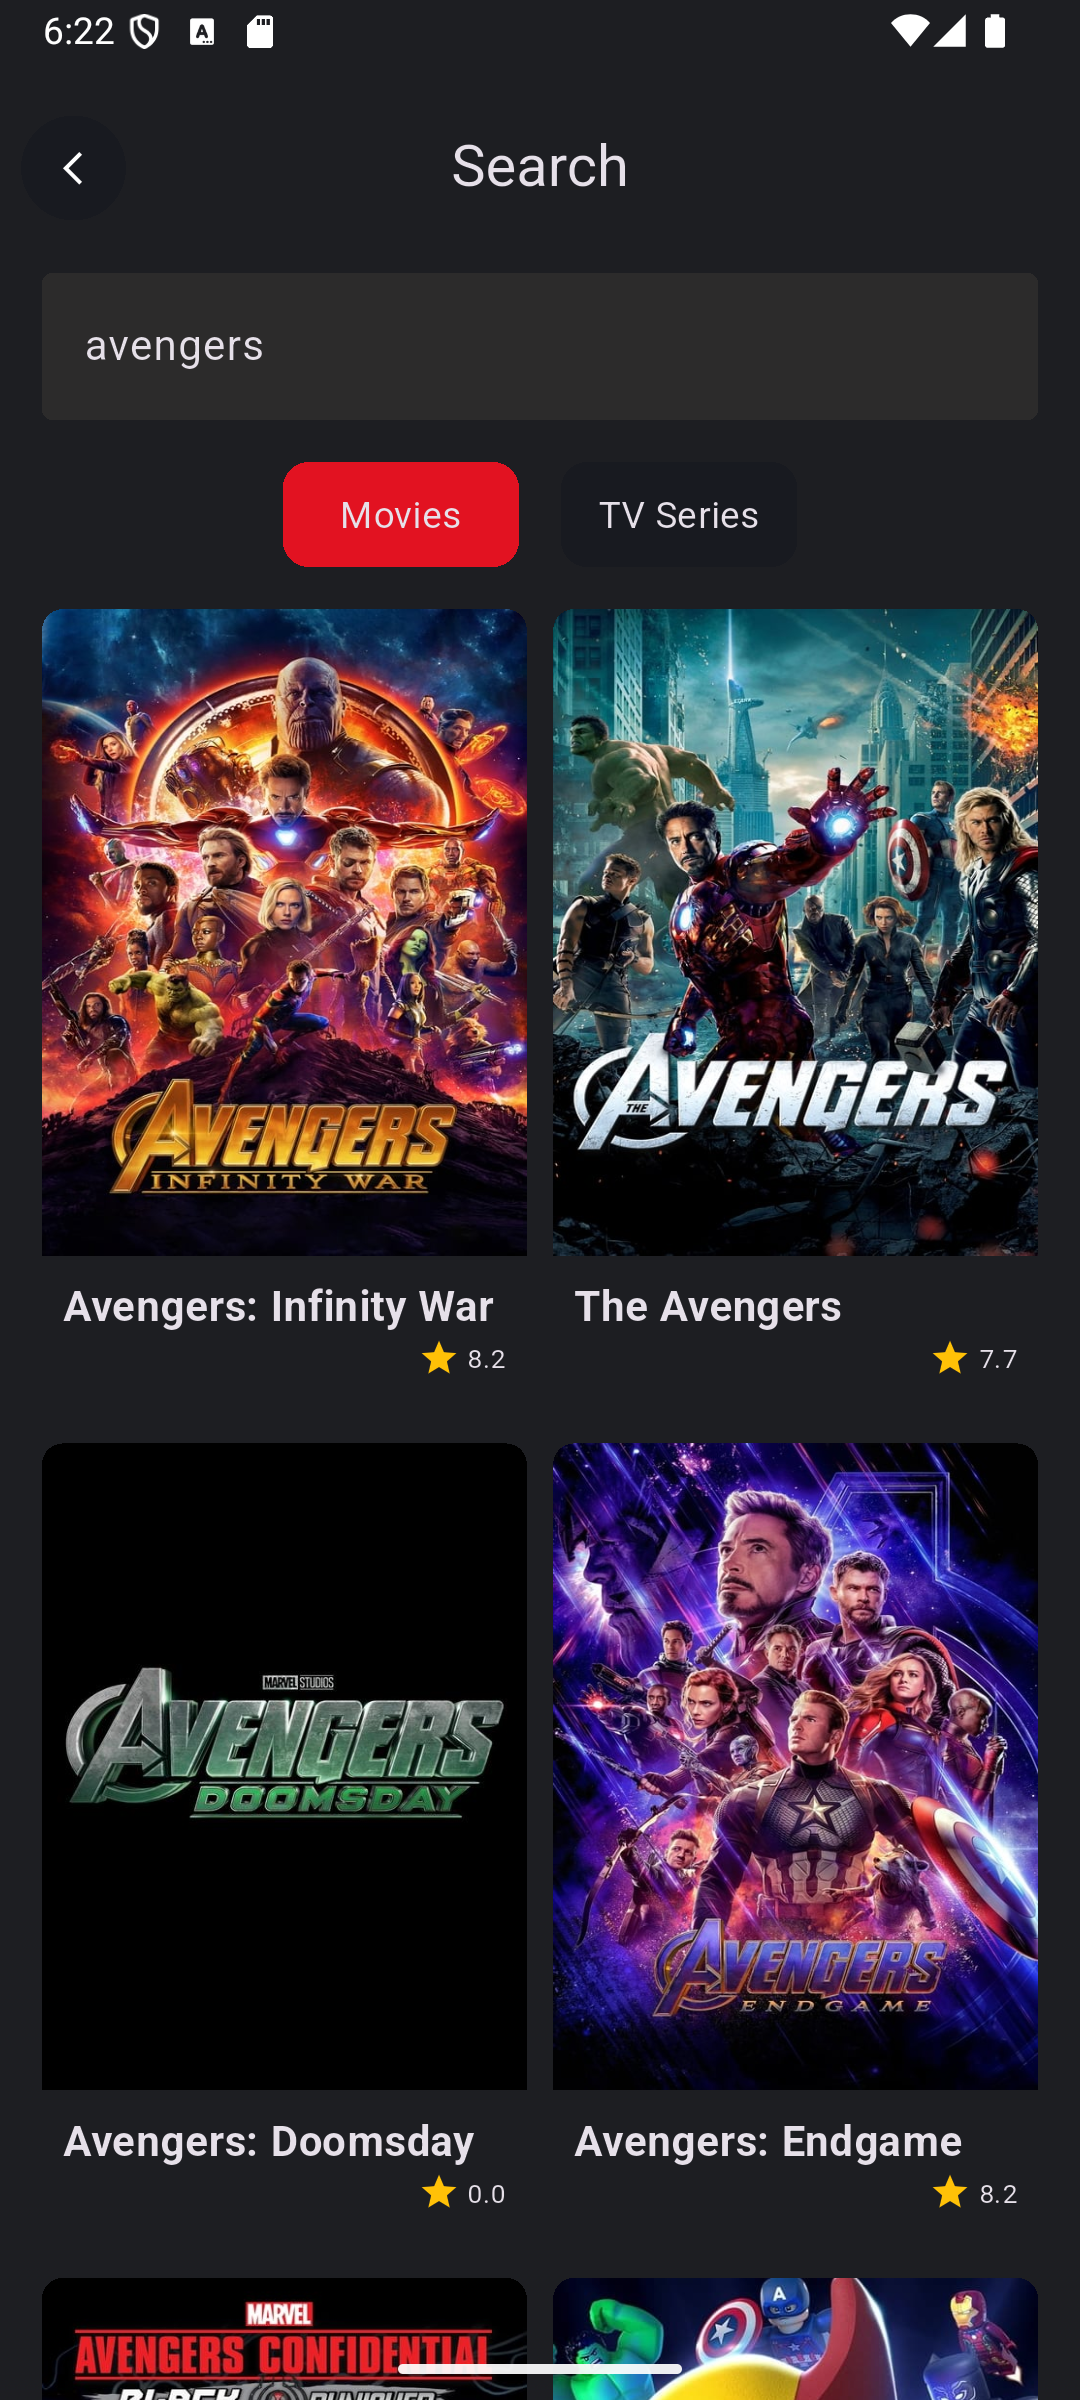 6:22
Search
avengers
Movies
TV Series
AVENGERS
INFINITY WAR
THE AVENGERS
Avengers: Infinity War
8.2
The Avengers
7.7
MARVEL STUDIOS
AVENGERS
DOOMSDAY
AVENGERS
ENDGAME
Avengers: Doomsday
0.0
Avengers: Endgame
8.2
MARVEL
AVENGERS CONFIDENTIAL